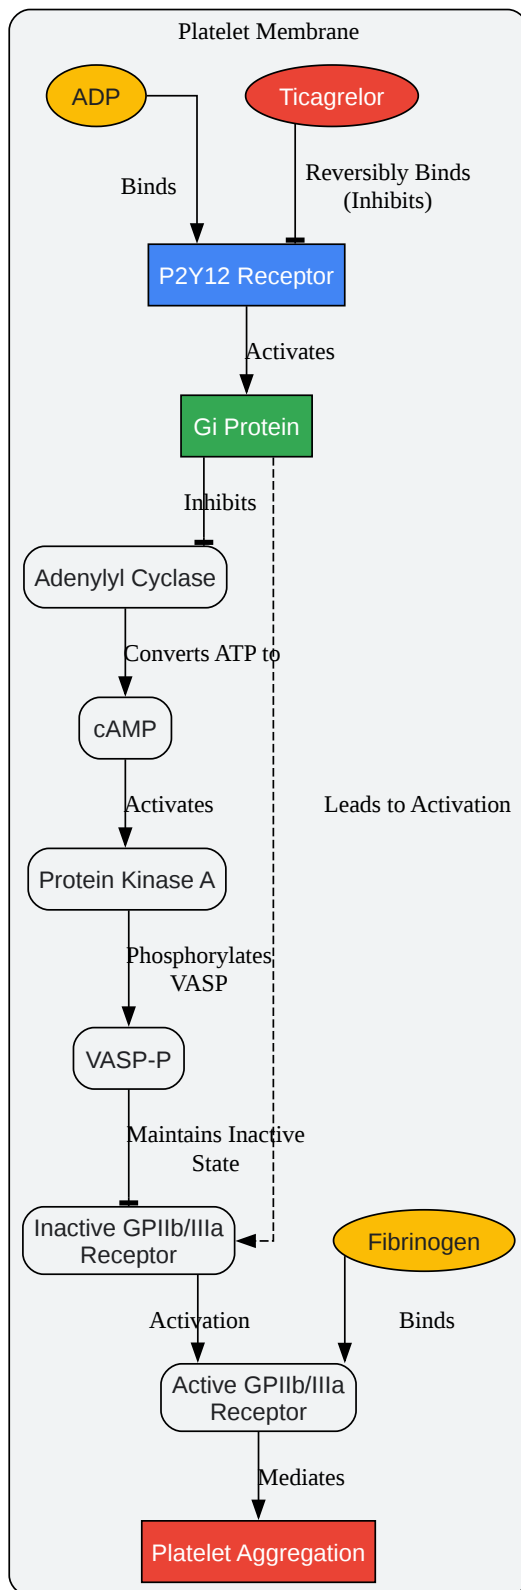 Platelet Membrane
ADP
Ticagrelor
Binds
Reversibly Binds
(Inhibits)
P2Y12 Receptor
Activates
Gi Protein
Inhibits
Adenylyl Cyclase
Converts ATP to
cAMP
Activates
Leads to Activation
Protein Kinase A
Phosphorylates
VASP
VASP-P
Maintains Inactive
State
Inactive GPIIb/IIIa
Receptor
Fibrinogen
Activation
Binds
Active GPIIb/IIIa
Receptor
Mediates
Platelet Aggregation